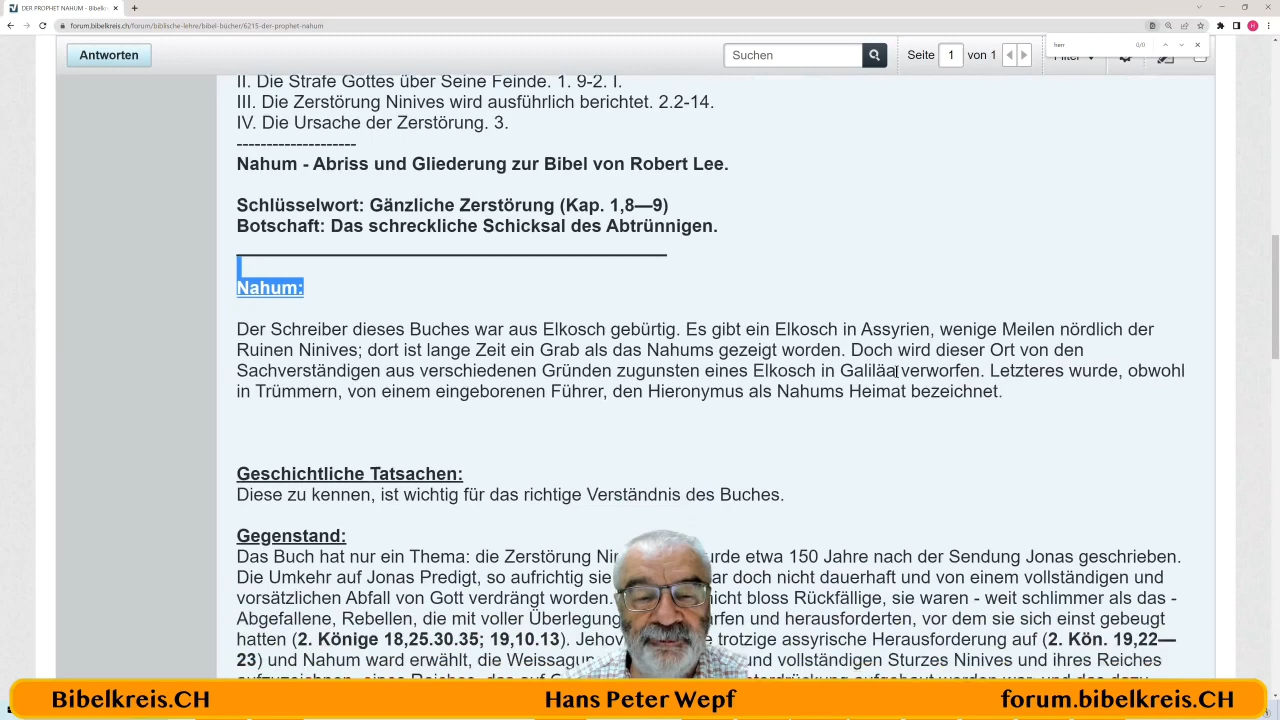 DER PROPHET NAHUM - Bibelkr
forum.bibelkreis.ch/forum/biblische-lehre/bibel-bücher/6215-der-prophet-nahum
herr 0/0
Antworten
Suchen
Seite 1 von 1
Filter
II. Die Strafe Gottes über Seine Feinde. 1. 9-2. I.
III. Die Zerstörung Ninives wird ausführlich berichtet. 2.2-14.
IV. Die Ursache der Zerstörung. 3.
--------------------
Nahum - Abriss und Gliederung zur Bibel von Robert Lee.
Schlüsselwort: Gänzliche Zerstörung (Kap. 1,8—9)
Botschaft: Das schreckliche Schicksal des Abtrünnigen.
Nahum:
Der Schreiber dieses Buches war aus Elkosch gebürtig. Es gibt ein Elkosch in Assyrien, wenige Meilen nördlich der
Ruinen Ninives; dort ist lange Zeit ein Grab als das Nahums gezeigt worden. Doch wird dieser Ort von den
Sachverständigen aus verschiedenen Gründen zugunsten eines Elkosch in Galiläa verworfen. Letzteres wurde, obwohl
in Trümmern, von einem eingeborenen Führer, den Hieronymus als Nahums Heimat bezeichnet.
Geschichtliche Tatsachen:
Diese zu kennen, ist wichtig für das richtige Verständnis des Buches.
Gegenstand:
Das Buch hat nur ein Thema: die Zerstörung Ni urde etwa 150 Jahre nach der Sendung Jonas geschrieben.
Die Umkehr auf Jonas Predigt, so aufrichtig sie ar doch nicht dauerhaft und von einem vollständigen und
vorsätzlichen Abfall von Gott verdrängt worden. nicht bloss Rückfällige, sie waren - weit schlimmer als das -
Abgefallene, Rebellen, die mit voller Überlegung rfen und herausforderten, vor dem sie sich einst gebeugt
hatten (2. Könige 18,25.30.35; 19,10.13). Jehov e trotzige assyrische Herausforderung auf (2. Kön. 19,22—
23) und Nahum ward erwählt, die Weissagun und vollständigen Sturzes Ninives und ihres Reiches
Bibelkreis.CH
Hans Peter Wepf
forum.bibelkreis.CH